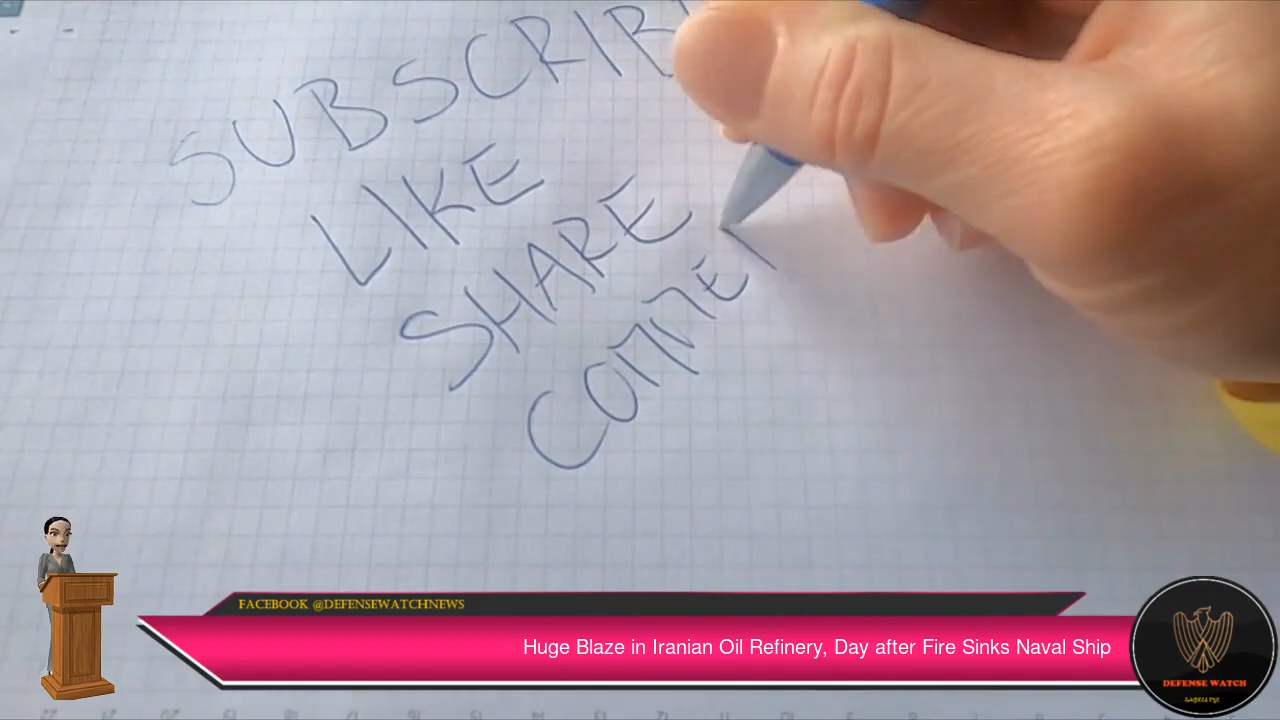 SUBSCRIB
LIKE
SHARE
COMMEN
FACEBOOK @DEFENSEWATCHNEWS
Huge Blaze in Iranian Oil Refinery, Day after Fire Sinks Naval Ship
DEFENSE WATCH